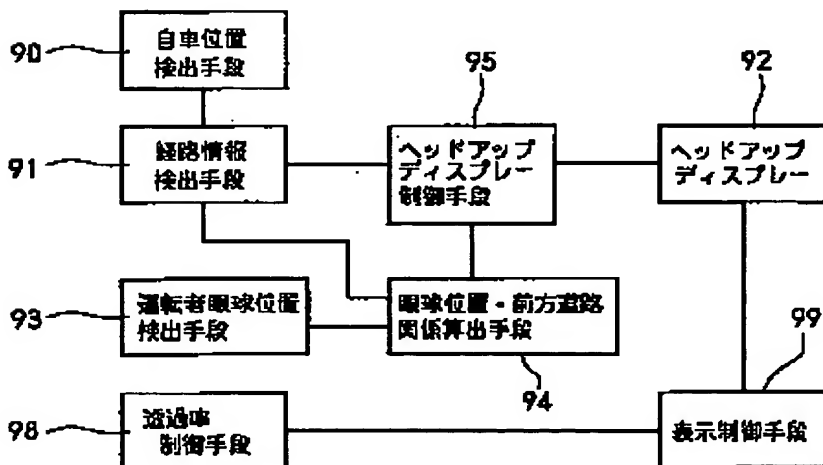 90
自車位置
検出手段
91
経路情報
検出手段
95
ヘッドアップ
ディスプレー
制御手段
92
ヘッドアップ
ディスプレー
93
運転者眼球位置
検出手段
眼球位置・前方道路
関係算出手段
94
98
透過率
制御手段
99
表示制御手段